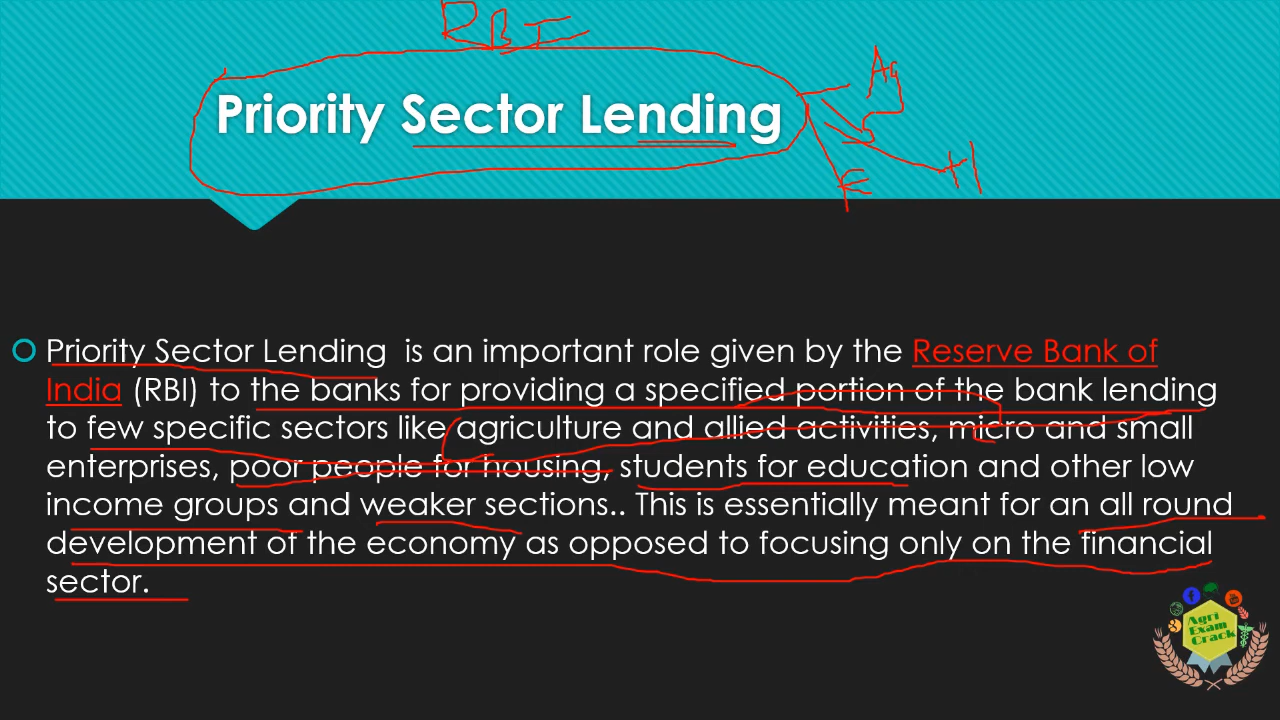 RBI
Priority Sector Lending
Ag
H
E
Priority Sector Lending is an important role given by the Reserve Bank of
India (RBI) to the banks for providing a specified portion of the bank lending
to few specific sectors like agriculture and allied activities, micro and small
enterprises, poor people for housing, students for education and other low
income groups and weaker sections.. This is essentially meant for an all round
development of the economy as opposed to focusing only on the financial
sector.
Agri
Exam
Crack